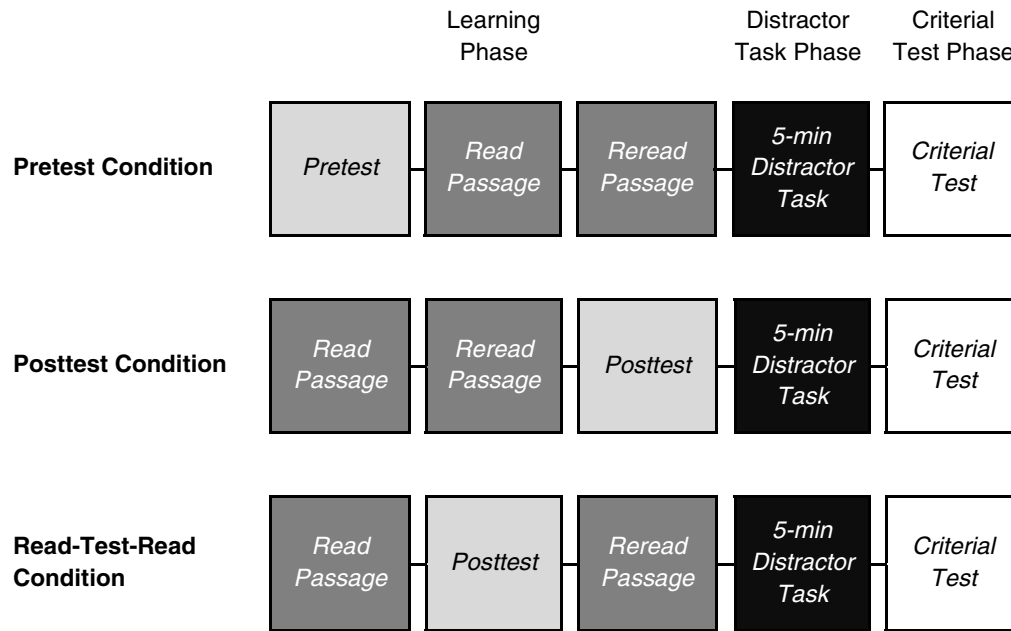 Learning
Phase
Distractor
Task Phase
Criterial
Test Phase
Pretest Condition
Pretest
Read
Passage
Reread
Passage
5-min
Distractor
Task
Criterial
Test
Posttest Condition
Read
Passage
Reread
Passage
Posttest
5-min
Distractor
Task
Criterial
Test
Read-Test-Read
Condition
Read
Passage
Posttest
Reread
Passage
5-min
Distractor
Task
Criterial
Test